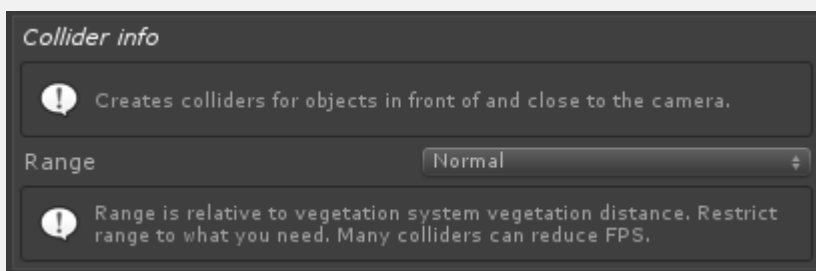 Collider info
Creates colliders for objects in front of and close to the camera.
Range Normal
Range is relative to vegetation system vegetation distance. Restrict
range to what you need. Many colliders can reduce FPS.